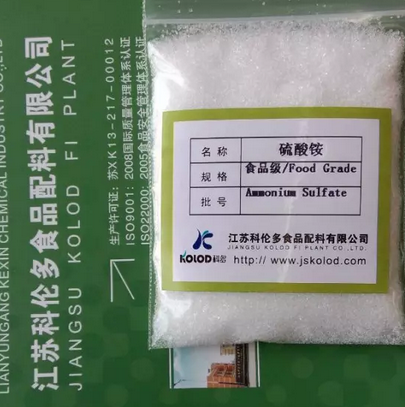 LIANYUNGANG KEXIN CHEMICAL INDUSTRY CO.,
江苏科伦多食品配料有限公司
JIANGSU KOLOD FI PLANT
生产许可证：苏XK13-217-00012
ISO9001: 2008国际质量管理体系认证
ISO22000: 2005食品安全管理体系认证
名称 硫酸铵
规格 食品级/Food Grade
批号 Ammonium Sulfate
KOLOD 科伦多
江苏科伦多食品配料有限公司
JIANGSU KOLOD FI PLANT CO.,LTD.
http:// www.jskolod.com